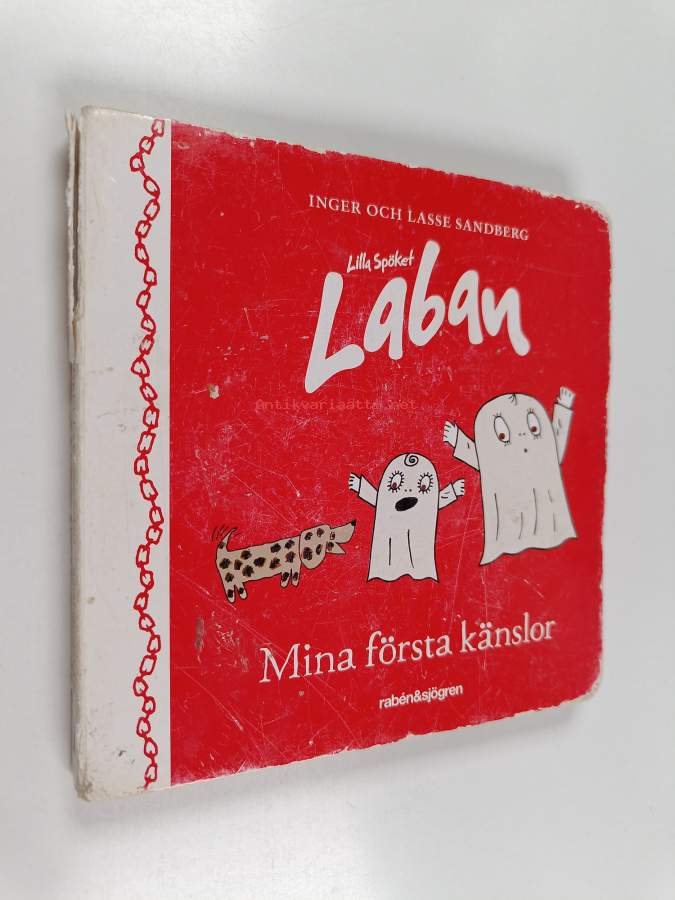 INGER OCH LASSE SANDBERG
Lilla Spöket
Laban
Antikvariaatti.net
Mina första känslor
rabén&sjögren